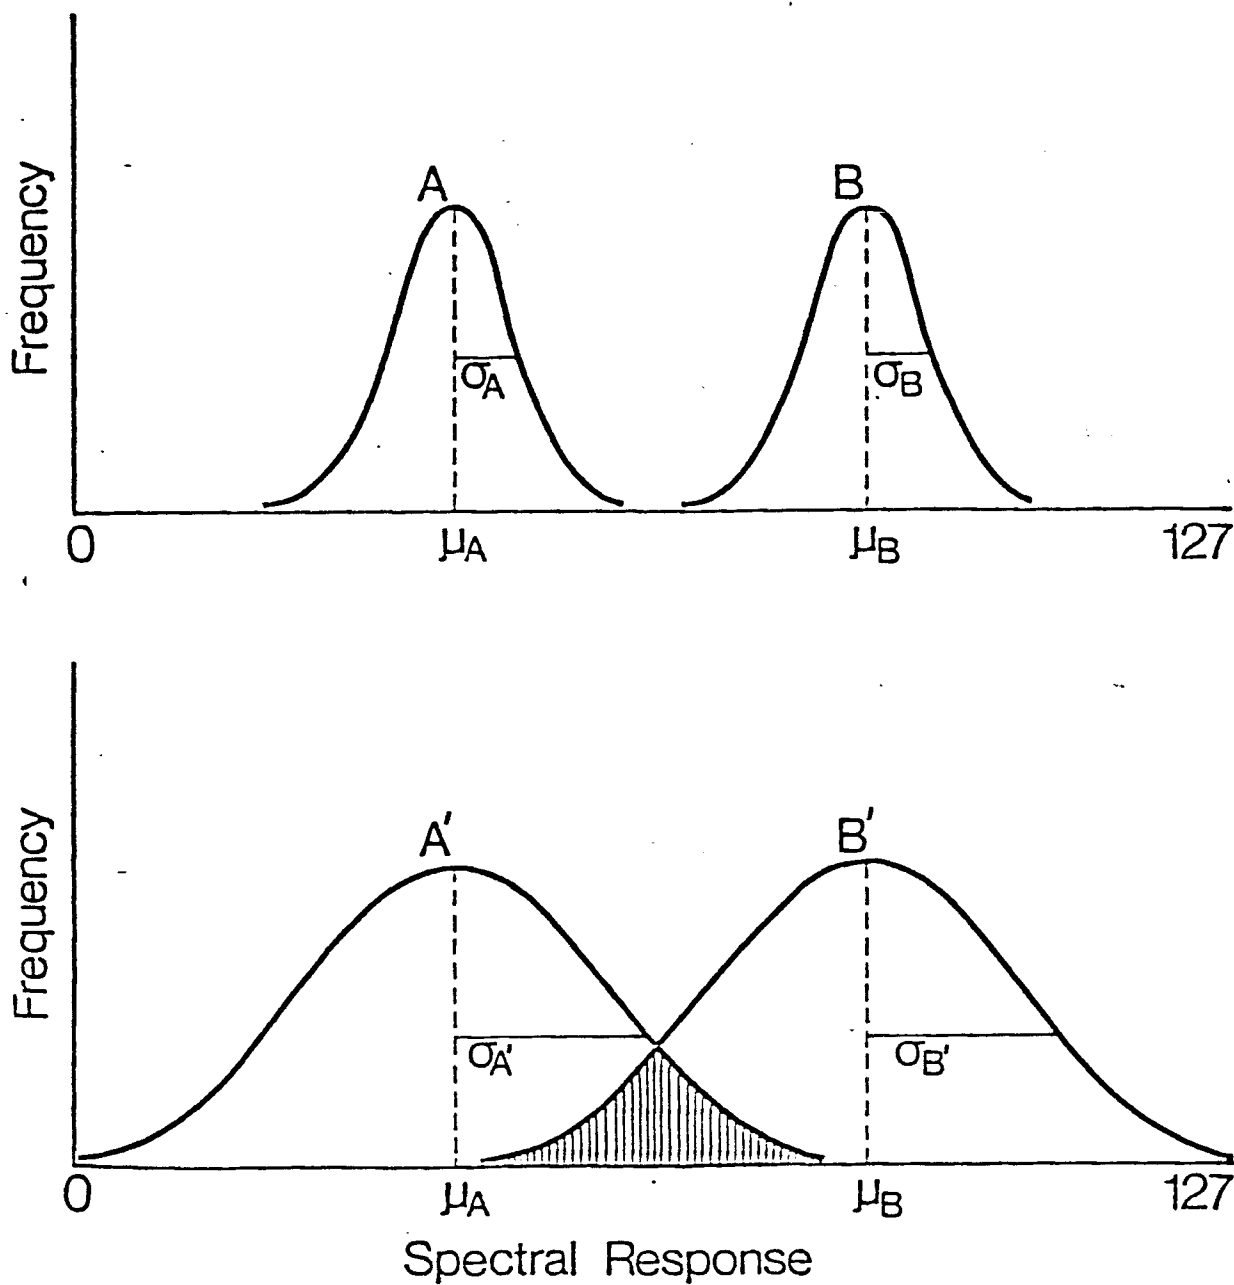 Frequency
A
B
σA
σB
0
μA
μB
127
Frequency
A'
B'
σA'
σB'
0
μA
μB
127
Spectral Response